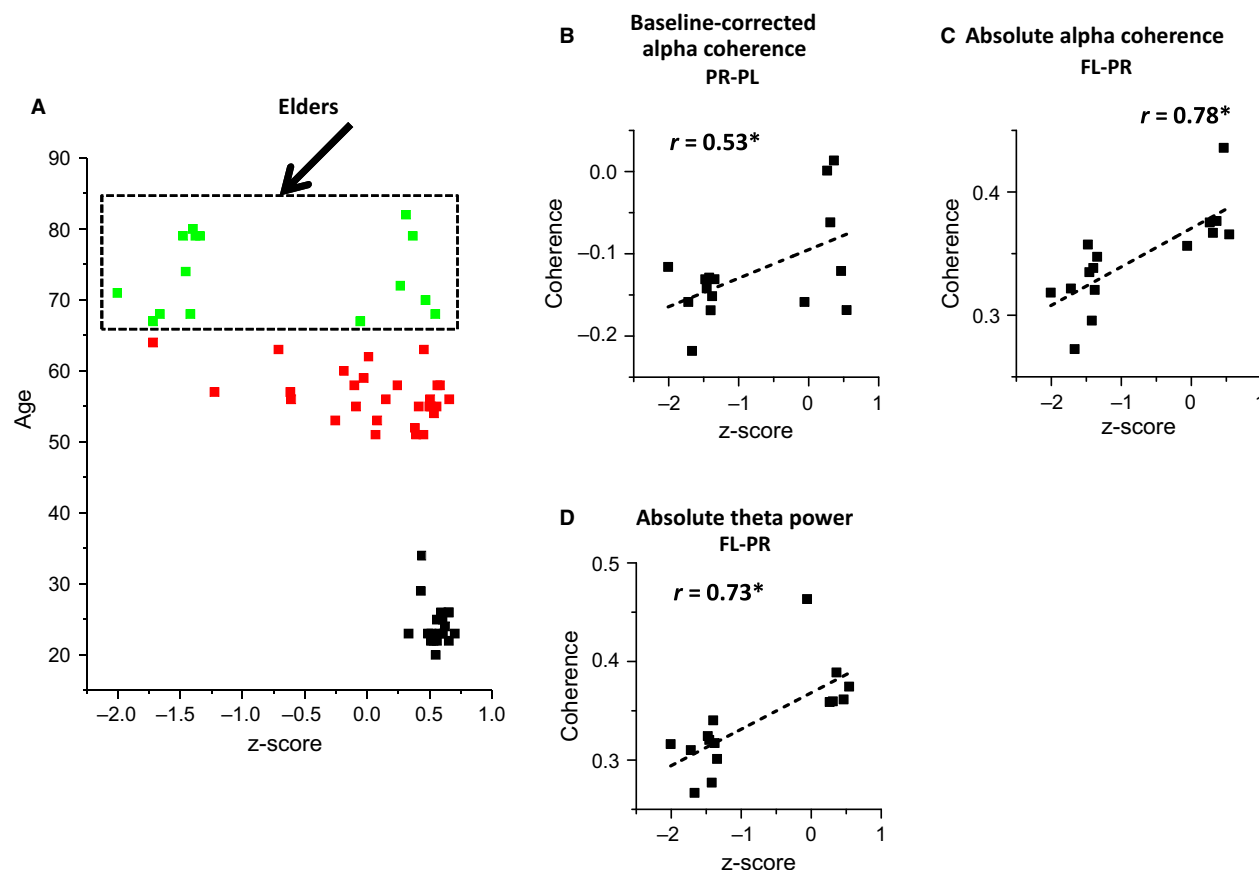 A
Elders
90
80
70
60
50
40
30
20
Age
−2.0 −1.5 −1.0 −0.5 0.0 0.5 1.0
z-score
B Baseline-corrected
alpha coherence
PR-PL
r = 0.53*
0.0
−0.1
−0.2
Coherence
−2 −1 0 1
z-score
C Absolute alpha coherence
FL-PR
r = 0.78*
0.4
0.3
Coherence
−2 −1 0 1
z-score
D Absolute theta power
FL-PR
r = 0.73*
0.5
0.4
0.3
Coherence
−2 −1 0 1
z-score